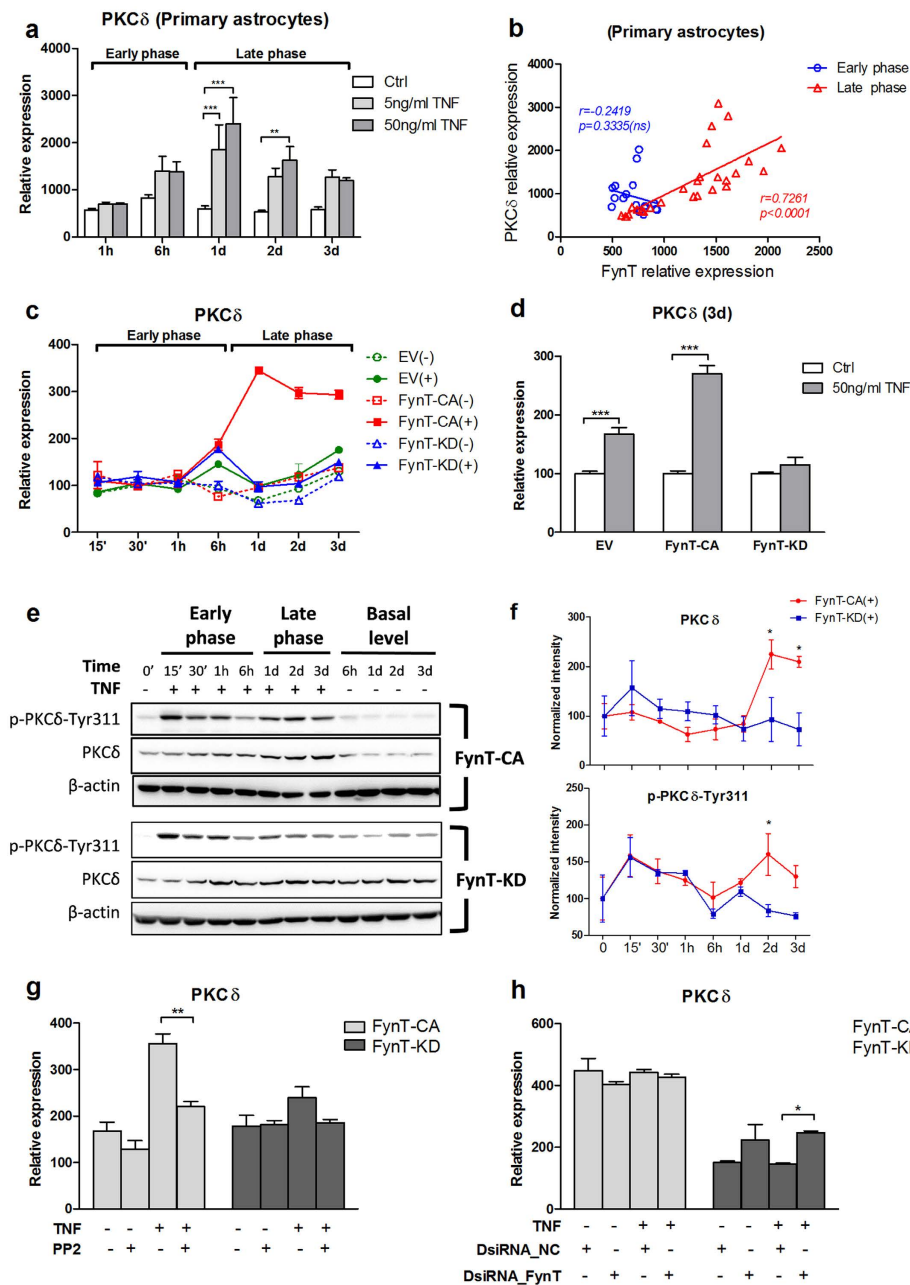 a
PKCδ (Primary astrocytes)
Early phase Late phase
4000
3000
2000
1000
0
Relative expression
Ctrl
5ng/ml TNF
50ng/ml TNF
*** *** **
1h 6h 1d 2d 3d
b
(Primary astrocytes)
Early phase
Late phase
4000
3000
2000
1000
0
PKCδ relative expression
r=-0.2419
p=0.3335(ns)
r=0.7261
p<0.0001
0 500 1000 1500 2000 2500
FynT relative expression
c
PKCδ
Early phase Late phase
400
300
200
100
0
Relative expression
EV(-)
EV(+)
FynT-CA(-)
FynT-CA(+)
FynT-KD(-)
FynT-KD(+)
15' 30' 1h 6h 1d 2d 3d
d
PKCδ (3d)
300
200
100
0
Relative expression
*** ***
Ctrl
50ng/ml TNF
EV FynT-CA FynT-KD
e
Early phase Late phase Basal level
Time 0' 15' 30' 1h 6h 1d 2d 3d 6h 1d 2d 3d
TNF - + + + + + + + - - - -
p-PKCδ-Tyr311
PKCδ
β-actin
FynT-CA
p-PKCδ-Tyr311
PKCδ
β-actin
FynT-KD
f
FynT-CA(+)
FynT-KD(+)
PKCδ
300
200
100
0
Normalized intensity
* *
p-PKCδ-Tyr311
200
150
100
50
Normalized intensity
*
0 15' 30' 1h 6h 1d 2d 3d
g
PKCδ
400
300
200
100
0
Relative expression
**
FynT-CA
FynT-KD
TNF - - + + - - + +
PP2 - + - + - + - +
h
PKCδ
600
400
200
0
Relative expression
*
FynT-CA
FynT-KD
TNF - - + + - - + +
DsiRNA_NC + - + - + - + -
DsiRNA_FynT - + - + - + - +